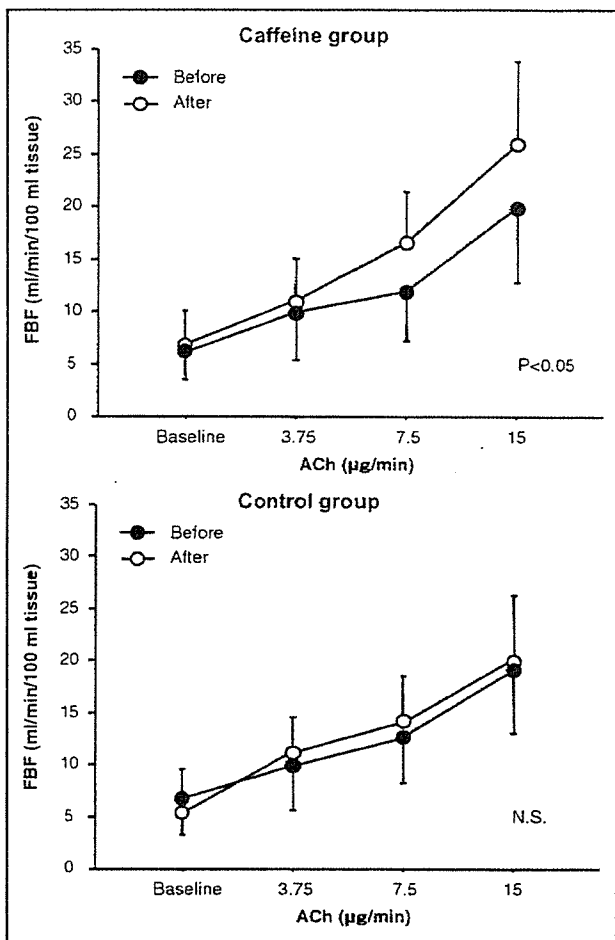 Caffeine group
Before
After
FBF (ml/min/100 ml tissue)
35
30
25
20
15
10
5
0
P<0.05
Baseline 3.75 7.5 15
ACh (µg/min)
Control group
Before
After
FBF (ml/min/100 ml tissue)
35
30
25
20
15
10
5
0
N.S.
Baseline 3.75 7.5 15
ACh (µg/min)